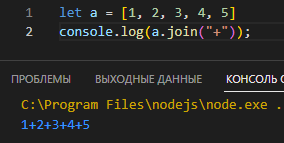 1 let a = [1, 2, 3, 4, 5]
2 console.log(a.join("+"));
ПРОБЛЕМЫ ВЫХОДНЫЕ ДАННЫЕ КОНСОЛЬ
C:\Program Files\nodejs\node.exe .
1+2+3+4+5